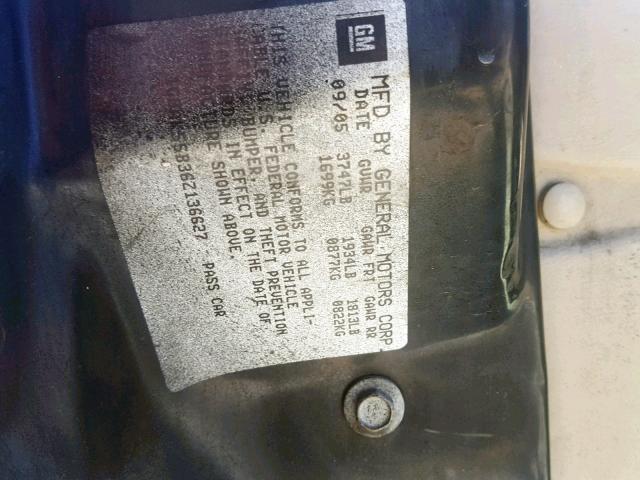 GM
MFD BY GENERAL MOTORS CORP
DATE GVWR GAWR FRT GAWR RR
09/05 3747LB 1934LB 1813LB
1699KG 0877KG 0822KG
THIS VEHICLE CONFORMS TO ALL APPLI-
CABLE U.S. FEDERAL MOTOR VEHICLE
BUMPER, AND THEFT PREVENTION
IN EFFECT ON THE DATE OF
SHOWN ABOVE.
58962136627 PASS CAR